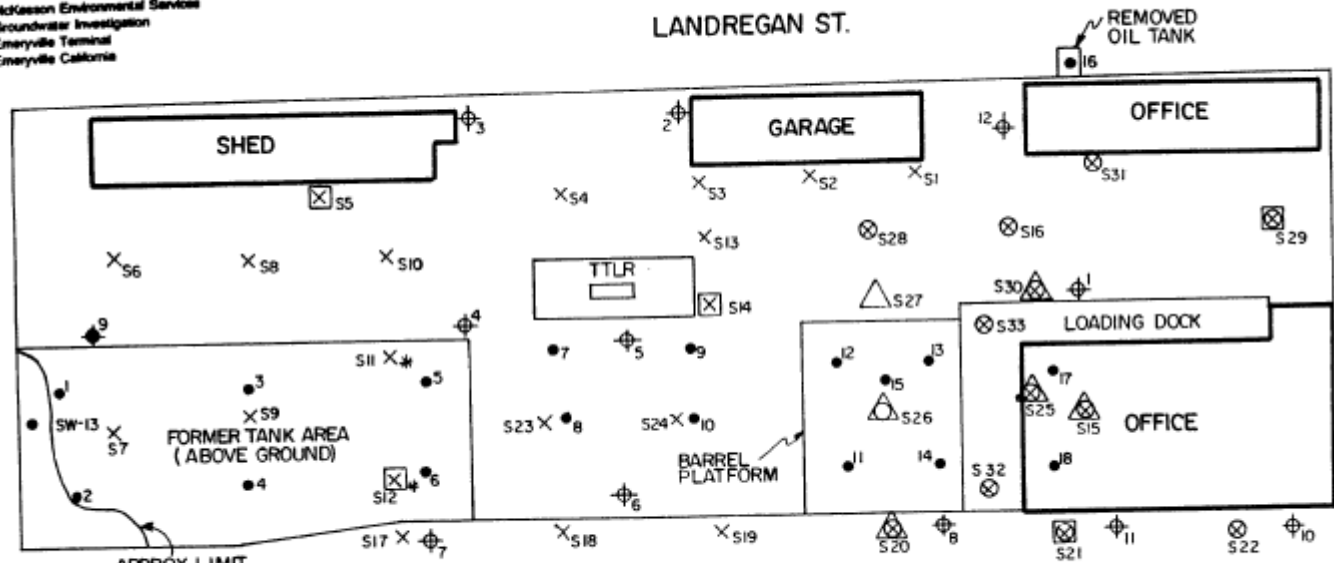 McKesson Environmental Services
Groundwater Investigation
Emeryville Terminal
Emeryville California
LANDREGAN ST.
REMOVED
OIL TANK
16
SHED
3
2
GARAGE
12
OFFICE
S5
S4
S3
S2
S1
S31
S6
S8
S10
S13
S28
S16
S29
TTLR
S14
S27
S30
1
9
4
5
S33
LOADING DOCK
S11
*
7
9
12
13
1
3
5
15
17
SW-13
S9
S7
FORMER TANK AREA
(ABOVE GROUND)
S23
8
S24
10
S26
S25
S15
OFFICE
BARREL
PLATFORM
11
14
18
2
4
S12
*
6
6
S32
S17
7
S18
S19
S20
8
S21
11
S22
10
APPROX LIMIT